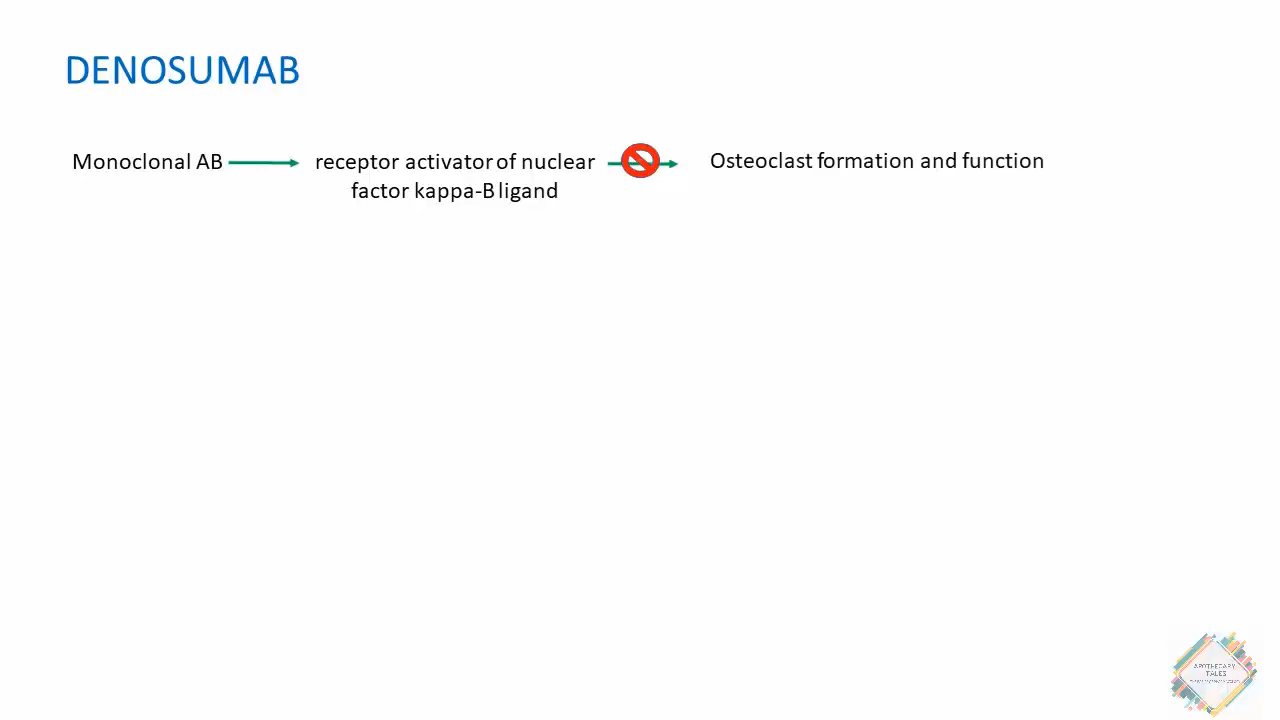 DENOSUMAB
Monoclonal AB
receptor activator of nuclear
factor kappa-B ligand
Osteoclast formation and function
APOTHECARY
TALES